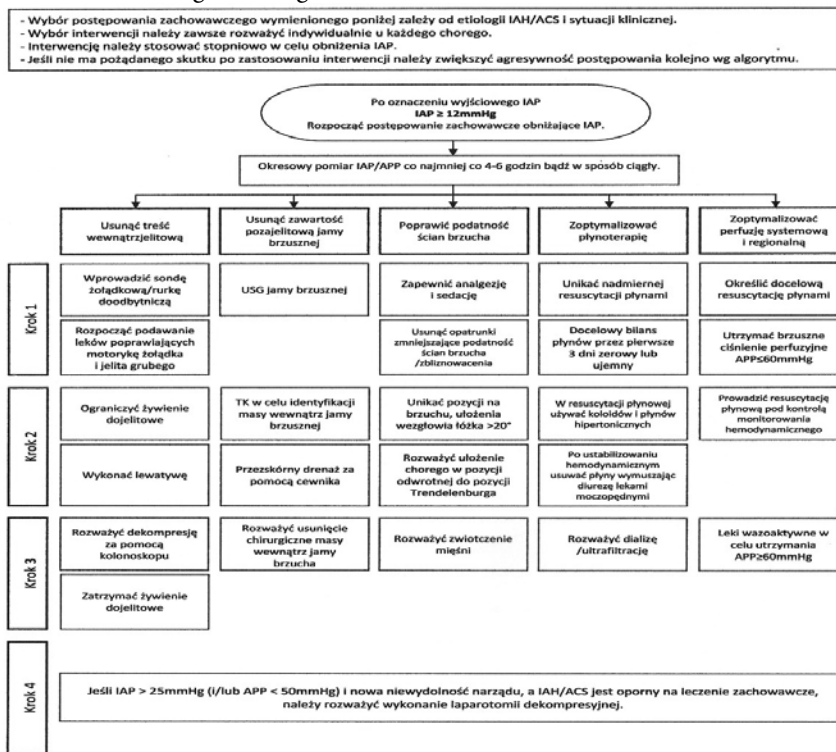 - Wybór postępowania zachowawczego wymienionego poniżej zależy od etiologii IAH/ACS i sytuacji klinicznej.
- Wybór interwencji należy zawsze rozważyć indywidualnie u każdego chorego.
- Interwencję należy stosować stopniowo w celu obniżenia IAP.
- Jeśli nie ma pożądanego skutku po zastosowaniu interwencji należy zwiększyć agresywność postępowania kolejno wg algorytmu.
Po oznaczeniu wyjściowego IAP
IAP ≥ 12mmHg
Rozpocząć postępowanie zachowawcze obniżające IAP.
Okresowy pomiar IAP/APP co najmniej co 4-6 godzin bądź w sposób ciągły.
Usunąć treść
wewnątrzjelitową
Usunąć zawartość
pozajelitową jamy
brzusznej
Poprawić podatność
ścian brzucha
Zoptymalizować
płynoterapię
Zoptymalizować
perfuzję systemową
i regionalną
Krok 1
Wprowadzić sondę
żołądkową/rurkę
doodbytniczą
USG jamy brzusznej
Zapewnić analgezję
i sedację
Unikać nadmiernej
resuscytacji płynami
Określić docelową
resuscytację płynami
Rozpocząć podawanie
leków poprawiających
motorykę żołądka
i jelita grubego
Usunąć opatrunki
zmniejszające podatność
ścian brzucha
/zbliznowacenia
Docelowy bilans
płynów przez pierwsze
3 dni zerowy lub
ujemny
Utrzymać brzuszne
ciśnienie perfuzyjne
APP≤60mmHg
Krok 2
Ograniczyć żywienie
dojelitowe
TK w celu identyfikacji
masy wewnątrz jamy
brzusznej
Unikać pozycji na
brzuchu, ułożenia
wezgłowia łóżka >20°
W resuscytacji płynowej
używać koloidów i płynów
hipertonicznych
Prowadzić resuscytację
płynową pod kontrolą
monitorowania
hemodynamicznego
Wykonać lewatywę
Przezskórny drenaż za
pomocą cewnika
Rozważyć ułożenie
chorego w pozycji
odwrotnej do pozycji
Trendelenburga
Po ustabilizowaniu
hemodynamicznym
usuwać płyny wymuszając
diurezę lekami
moczopędnymi
Krok 3
Rozważyć dekompresję
za pomocą
kolonoskopu
Rozważyć usunięcie
chirurgiczne masy
wewnątrz jamy
brzucha
Rozważyć zwiotczenie
mięśni
Rozważyć dializę
/ultrafiltrację
Leki wazoaktywne w
celu utrzymania
APP≥60mmHg
Zatrzymać żywienie
dojelitowe
Krok 4
Jeśli IAP > 25mmHg (i/lub APP < 50mmHg) i nowa niewydolność narządu, a IAH/ACS jest oporny na leczenie zachowawcze,
należy rozważyć wykonanie laparotomii dekompresyjnej.